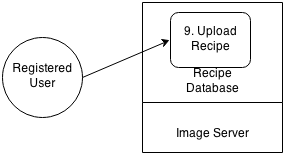 9. Upload
Recipe
Registered
User
Recipe
Database
Image Server